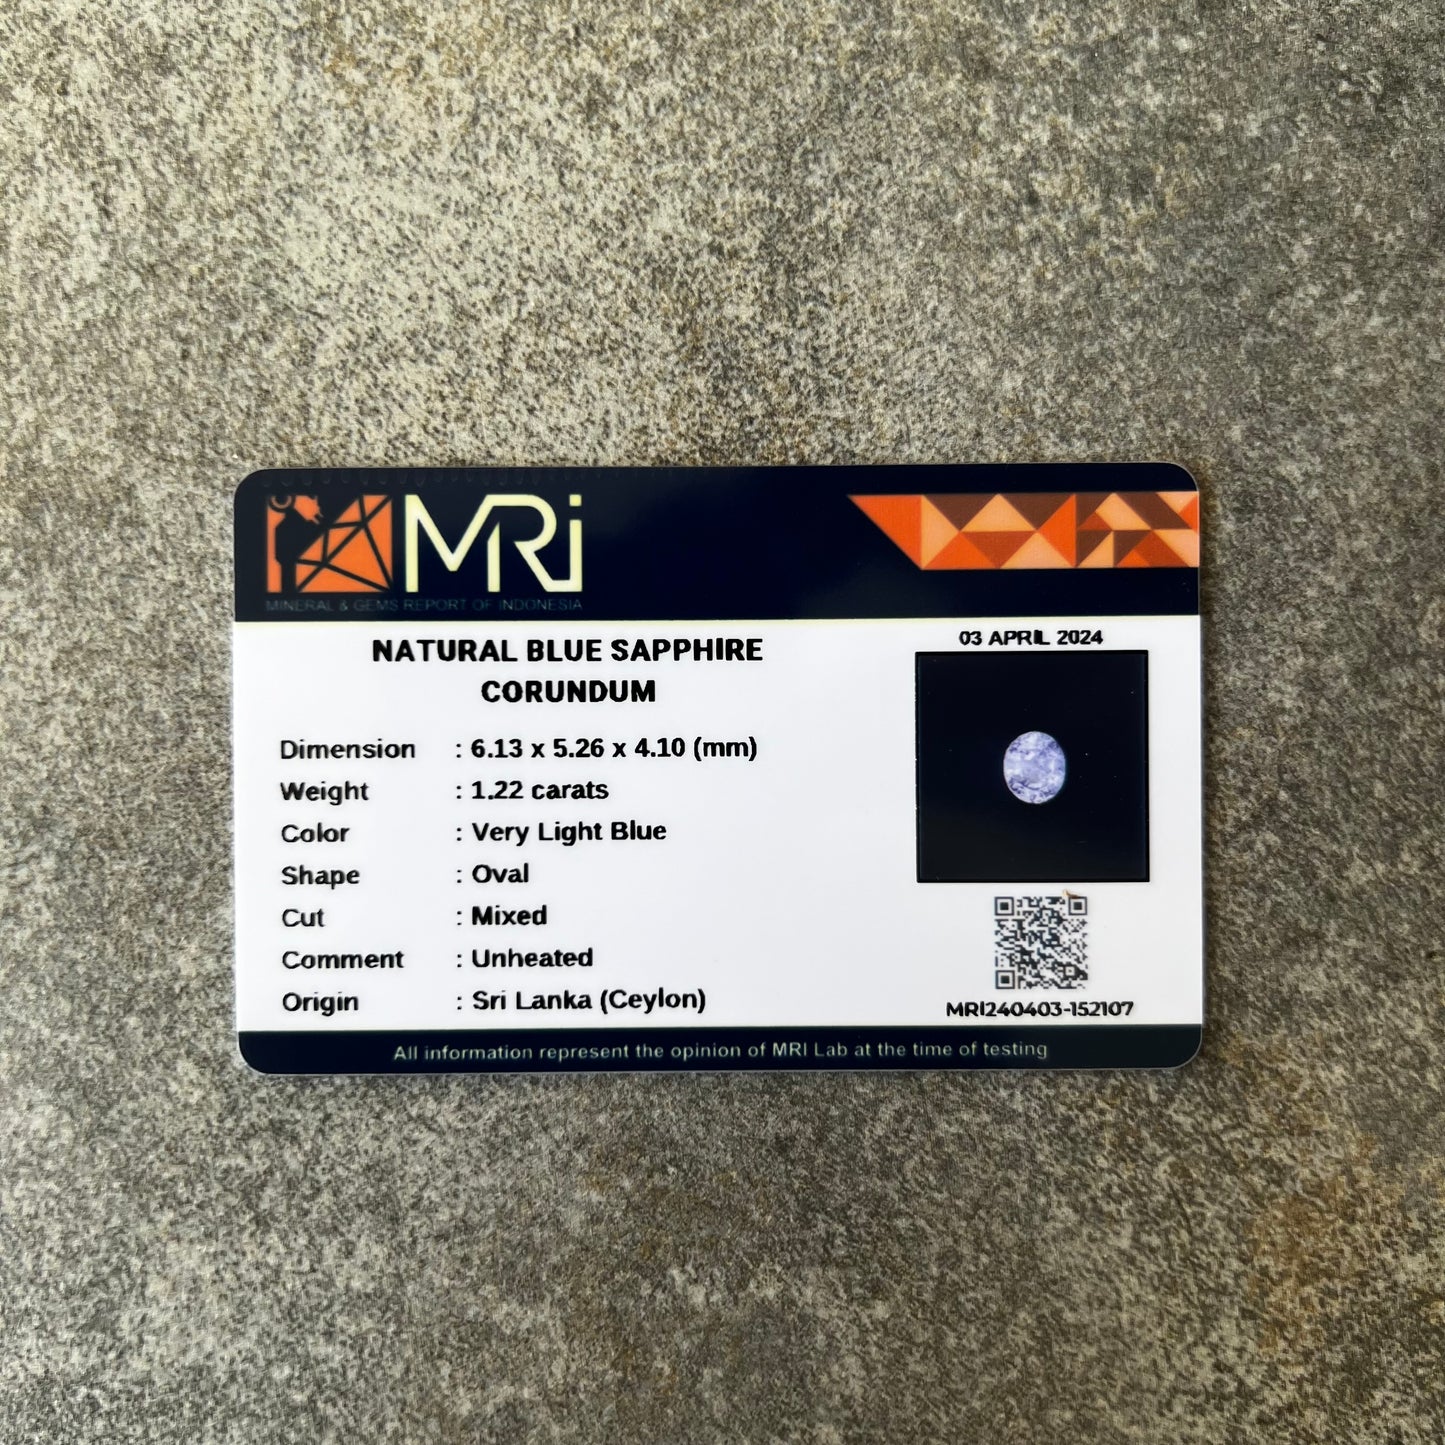 MRi
MINERAL & GEMS REPORT OF INDONESIA
NATURAL BLUE SAPPHIRE
CORUNDUM
Dimension : 6.13 x 5.26 x 4.10 (mm)
Weight : 1.22 carats
Color : Very Light Blue
Shape : Oval
Cut : Mixed
Comment : Unheated
Origin : Sri Lanka (Ceylon)
03 APRIL 2024
MRI240403-152107
All information represent the opinion of MRI Lab at the time of testing